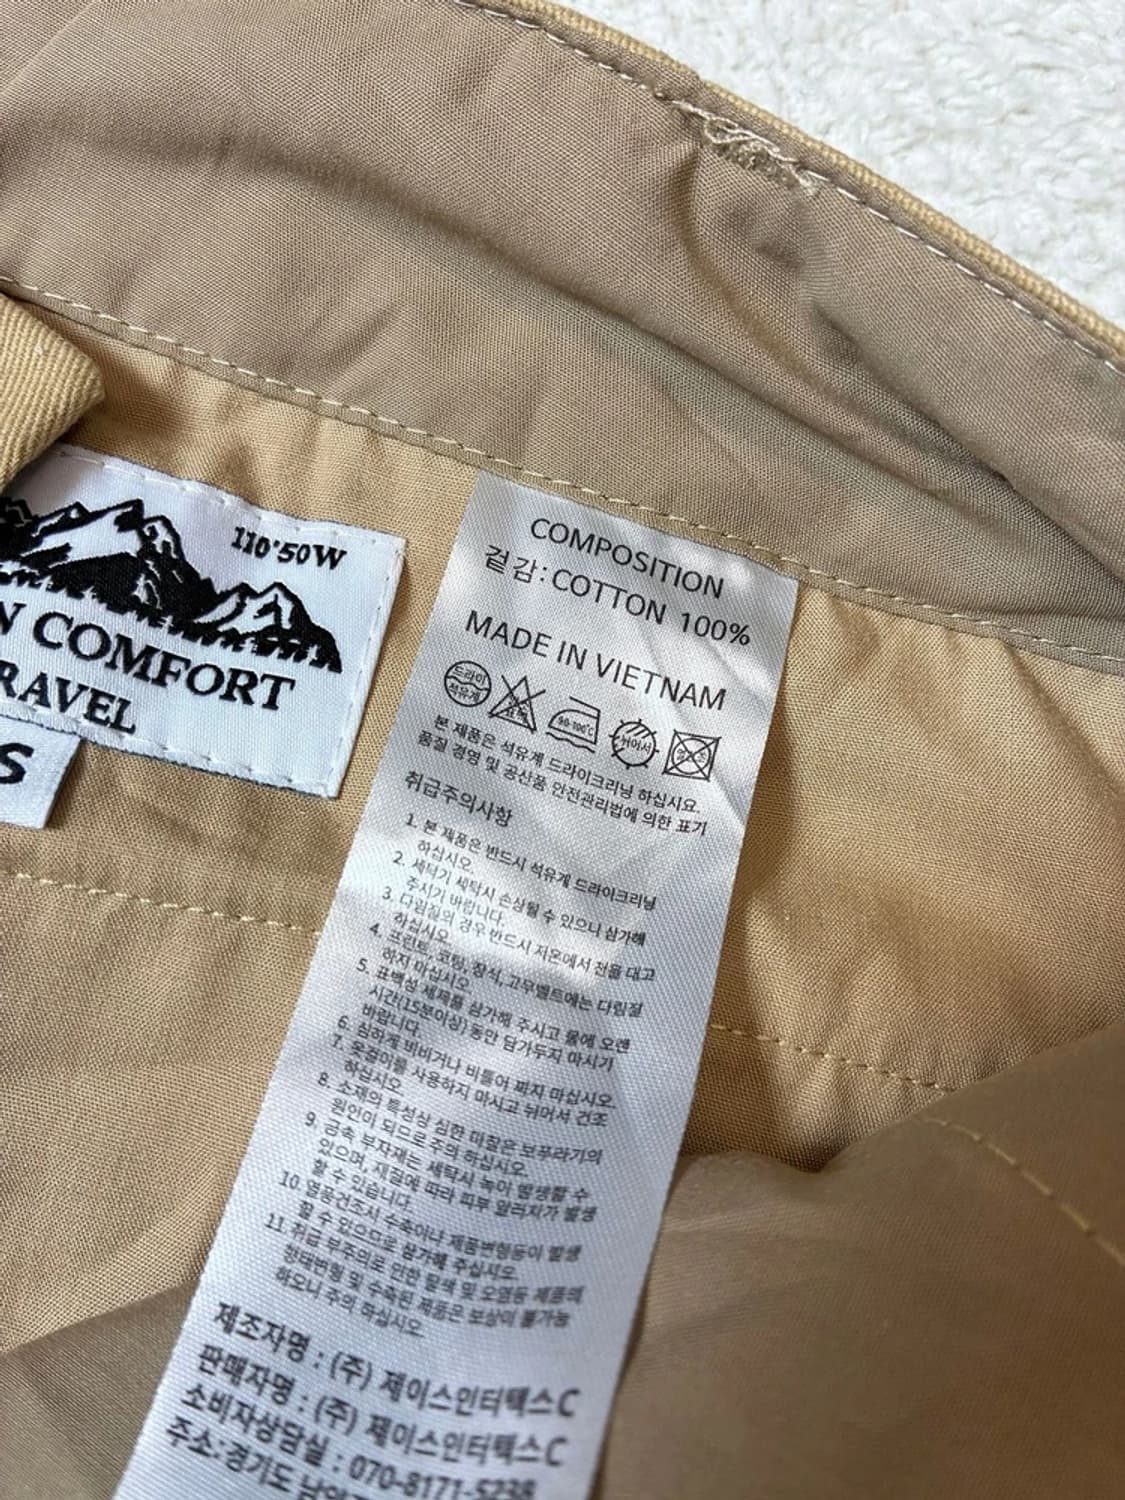 110'50W
N COMFORT
RAVEL
S
COMPOSITION
겉감: COTTON 100%
MADE IN VIETNAM
드라이
석유계
표백
뉘어서
본 제품은 석유계 드라이크리닝 하십시요.
품질 경영 및 공산품 안전관리법에 의한 표기
취급주의사항
1. 본 제품은 반드시 석유계 드라이크리닝
하십시오.
2. 세탁기 세탁시 손상될 수 있으니 삼가해
주시기 바랍니다.
3. 다림질의 경우 반드시 저온에서 천을 대고
하십시오.
4. 프린트, 코팅, 장식, 고무벨트에는 다림질
하지 마십시오.
5. 표백성 세제를 삼가해 주시고 물에 오랜
시간(15분이상) 동안 담가두지 마시기
바랍니다.
6. 심하게 비비거나 비틀어 짜지 마십시오.
7. 옷걸이를 사용하지 마시고 뉘어서 건조
하십시오
8. 소재의 특성상 심한 마찰은 보푸라기의
원인이 되므로 주의 하십시오.
9. 금속 부자재는 세탁시 녹이 발생할 수
있으며, 재질에 따라 피부 알러지가 발생
할 수 있습니다.
10. 열풍건조시 수축이나 제품변형등이 발생
할 수 있으므로 삼가해 주십시오.
11. 취급 부주의로 인한 탈색 및 오염등 제품의
형태변형 및 수축된 제품은 보상이 불가능
하오니 주의 하십시오.
제조자명 : (주) 제이스인터텍스C
판매자명 : (주) 제이스인터텍스C
소비자상담실 : 070-8171-5238
주소:경기도 남양